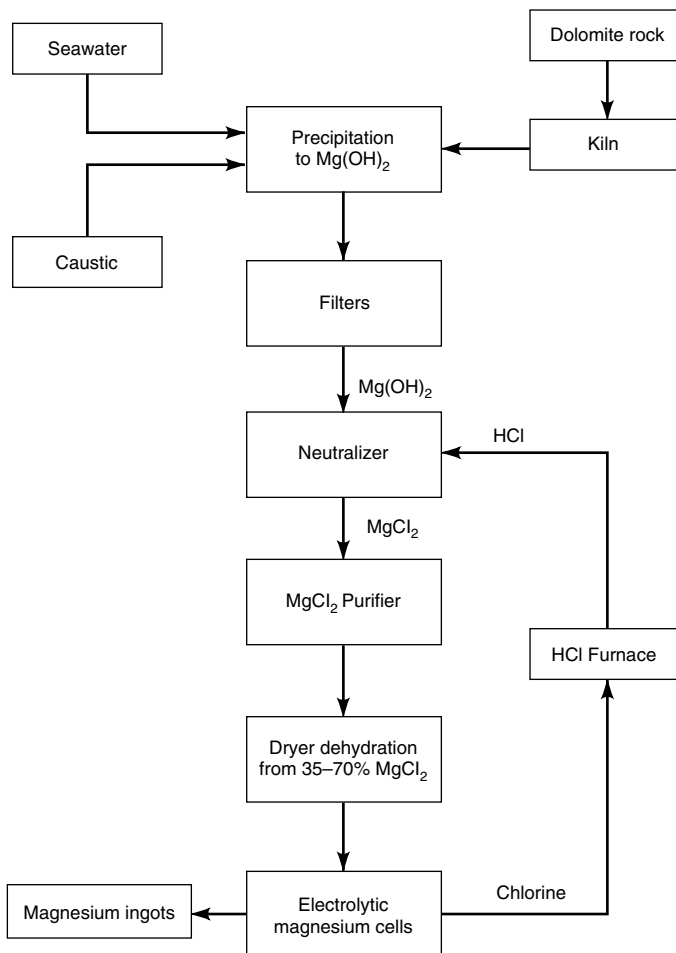 Seawater
Dolomite rock
Precipitation
to Mg(OH)₂
Kiln
Caustic
Filters
Mg(OH)₂
HCl
Neutralizer
MgCl₂
MgCl₂ Purifier
HCl Furnace
Dryer dehydration
from 35–70% MgCl₂
Chlorine
Magnesium ingots
Electrolytic
magnesium cells